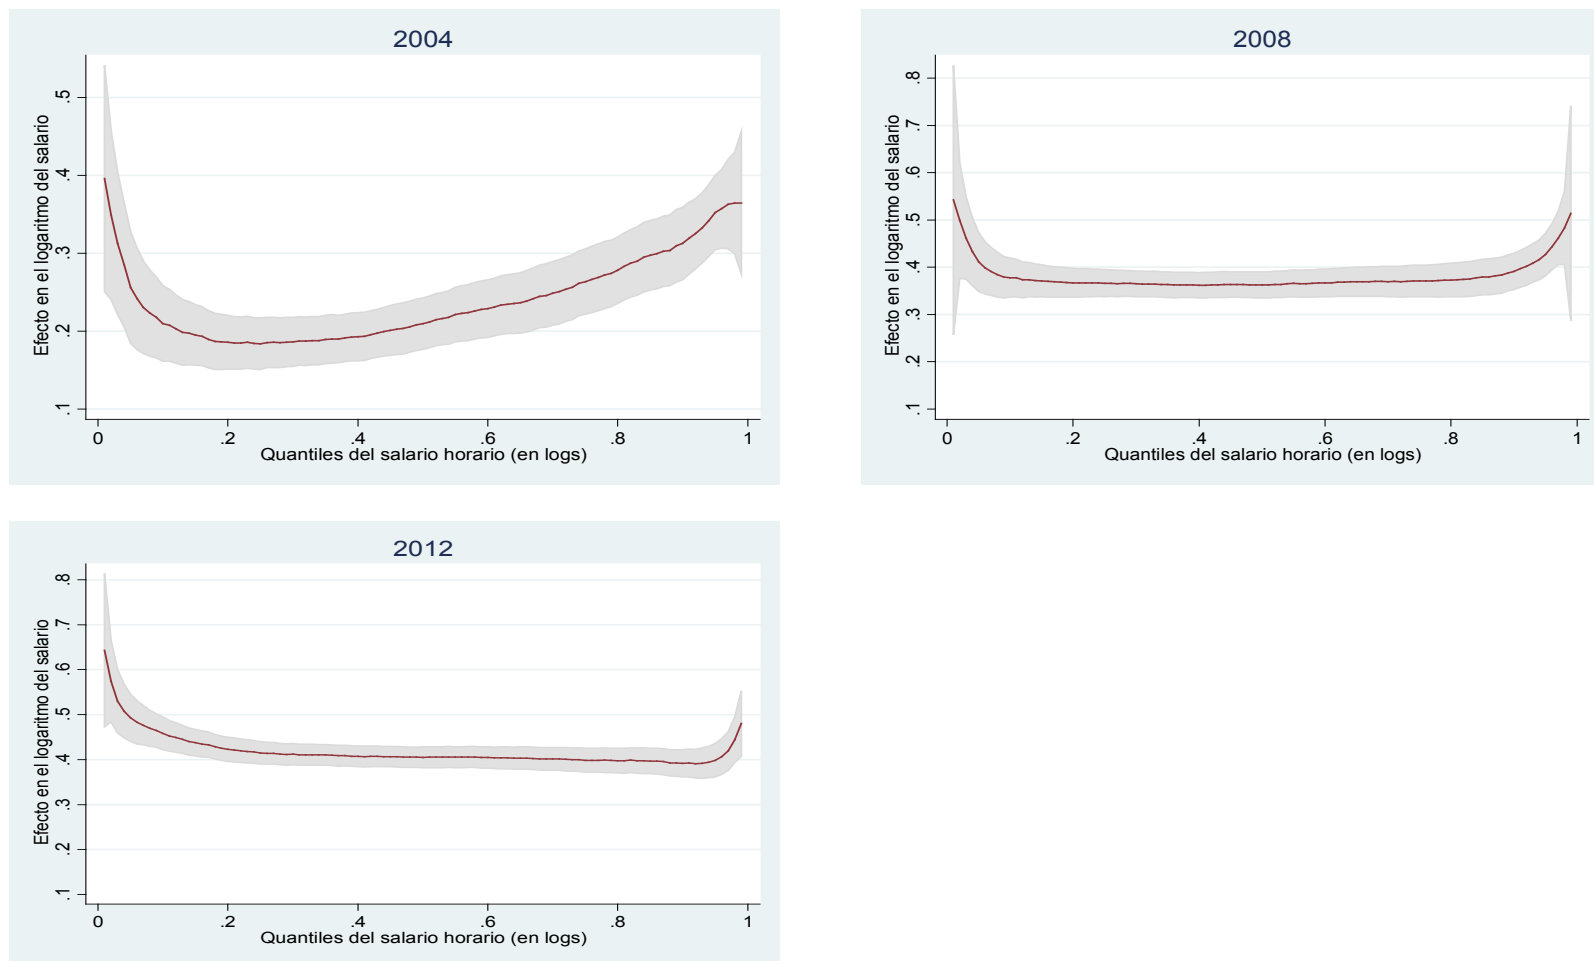 2004
Efecto en el logaritmo del salario
.5
.4
.3
.2
.1
0 .2 .4 .6 .8 1
Quantiles del salario horario (en logs)
2008
Efecto en el logaritmo del salario
.8
.7
.6
.5
.4
.3
.2
.1
0 .2 .4 .6 .8 1
Quantiles del salario horario (en logs)
2012
Efecto en el logaritmo del salario
.8
.7
.6
.5
.4
.3
.2
.1
0 .2 .4 .6 .8 1
Quantiles del salario horario (en logs)